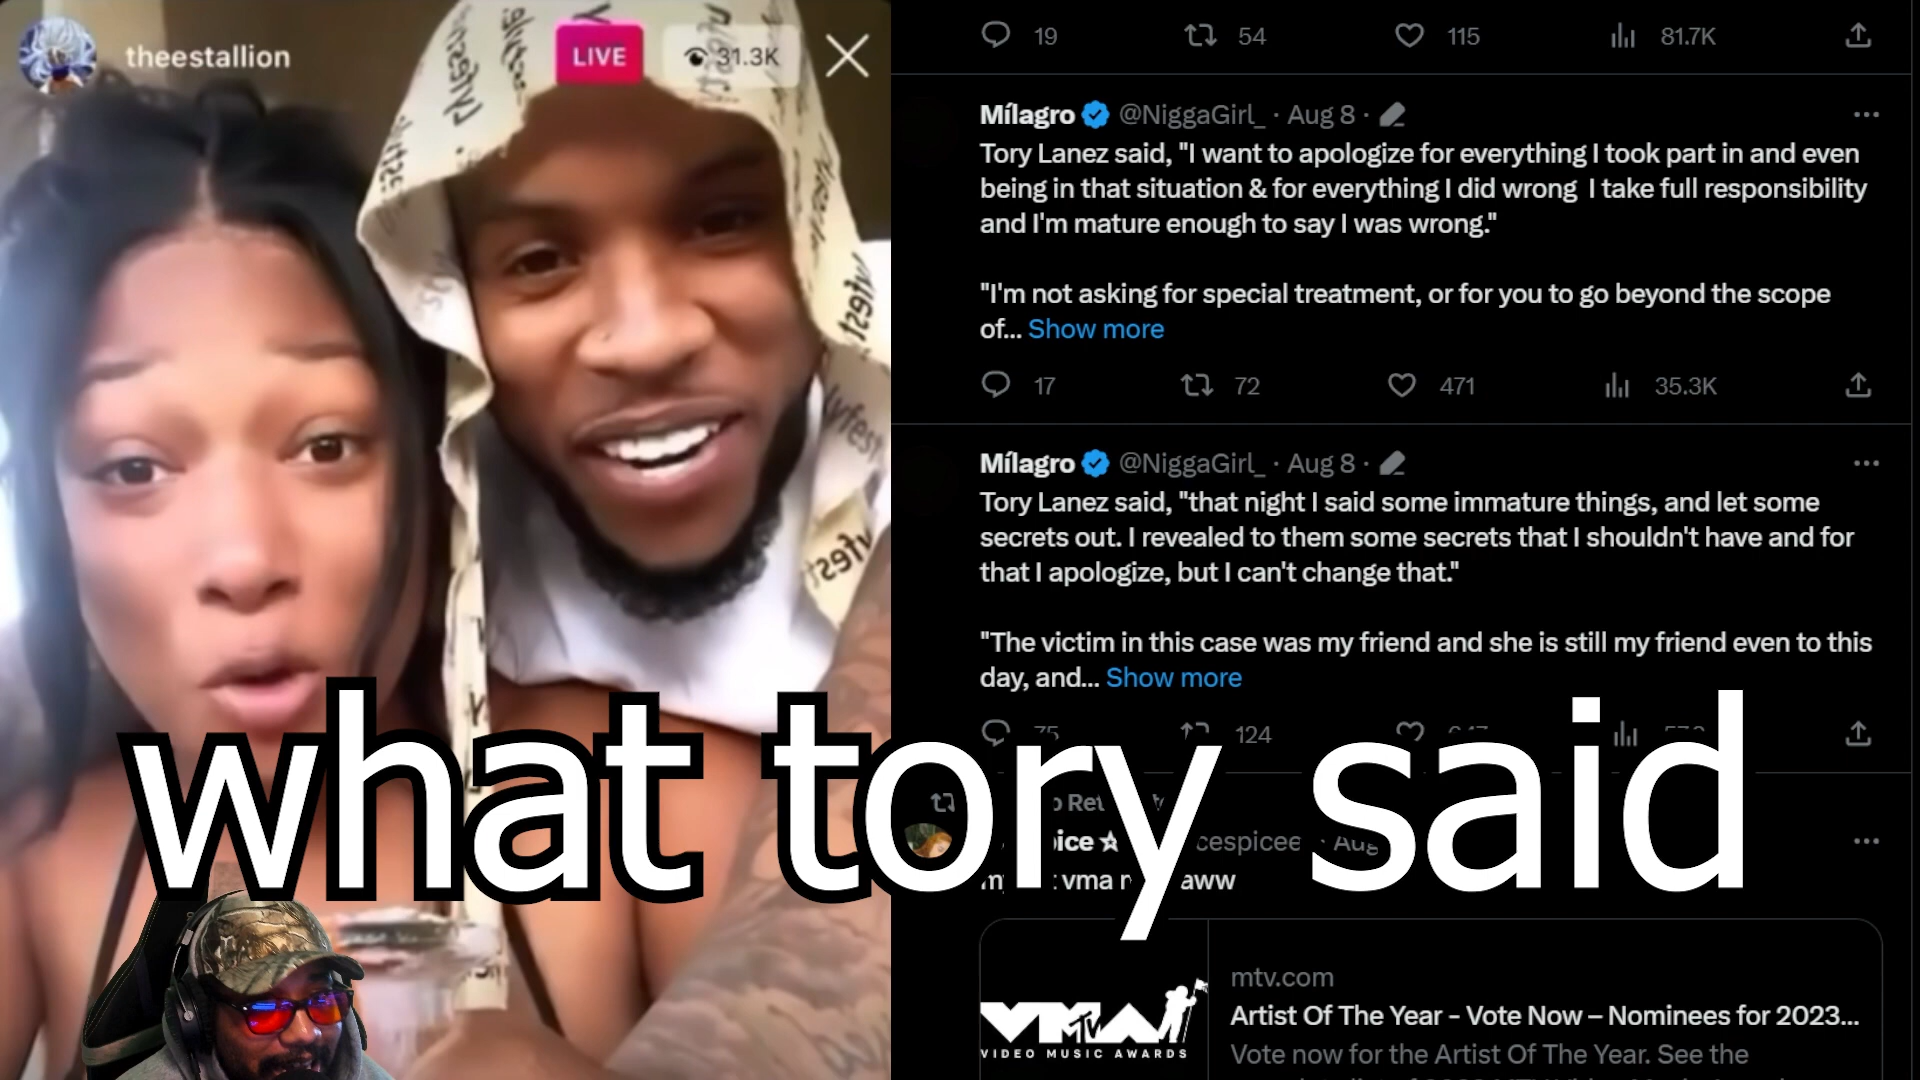 theestallion
LIVE
31.3K
19
54
115
81.7K
Mílagro @NiggaGirl_ · Aug 8 ·
Tory Lanez said, "I want to apologize for everything I took part in and even
being in that situation & for everything I did wrong I take full responsibility
and I'm mature enough to say I was wrong."
"I'm not asking for special treatment, or for you to go beyond the scope
of... Show more
17
72
471
35.3K
Mílagro @NiggaGirl_ · Aug 8 ·
Tory Lanez said, "that night I said some immature things, and let some
secrets out. I revealed to them some secrets that I shouldn't have and for
that I apologize, but I can't change that."
"The victim in this case was my friend and she is still my friend even to this
day, and... Show more
75
124
what tory said
vma
aww
mtv.com
Artist Of The Year - Vote Now – Nominees for 2023...
Vote now for the Artist Of The Year. See the
VMA
MTV
VIDEO MUSIC AWARDS